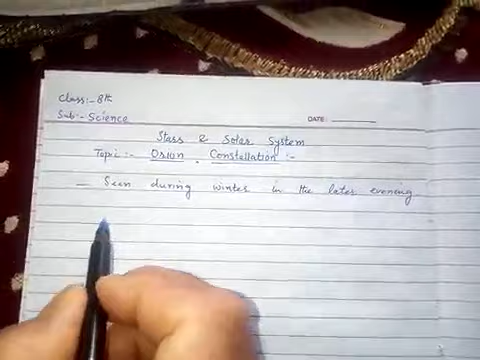 Class:- 8th
Sub:- Science
DATE:
Stars & Solar System
Topic:- Orion Constellation :-
— Seen during winter in the later evening